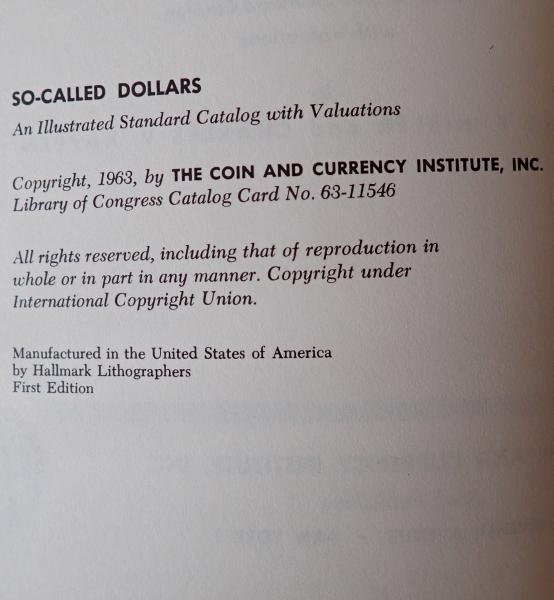 SO-CALLED DOLLARS
An Illustrated Standard Catalog with Valuations
Copyright, 1963, by THE COIN AND CURRENCY INSTITUTE, INC.
Library of Congress Catalog Card No. 63-11546
All rights reserved, including that of reproduction in
whole or in part in any manner. Copyright under
International Copyright Union.
Manufactured in the United States of America
by Hallmark Lithographers
First Edition